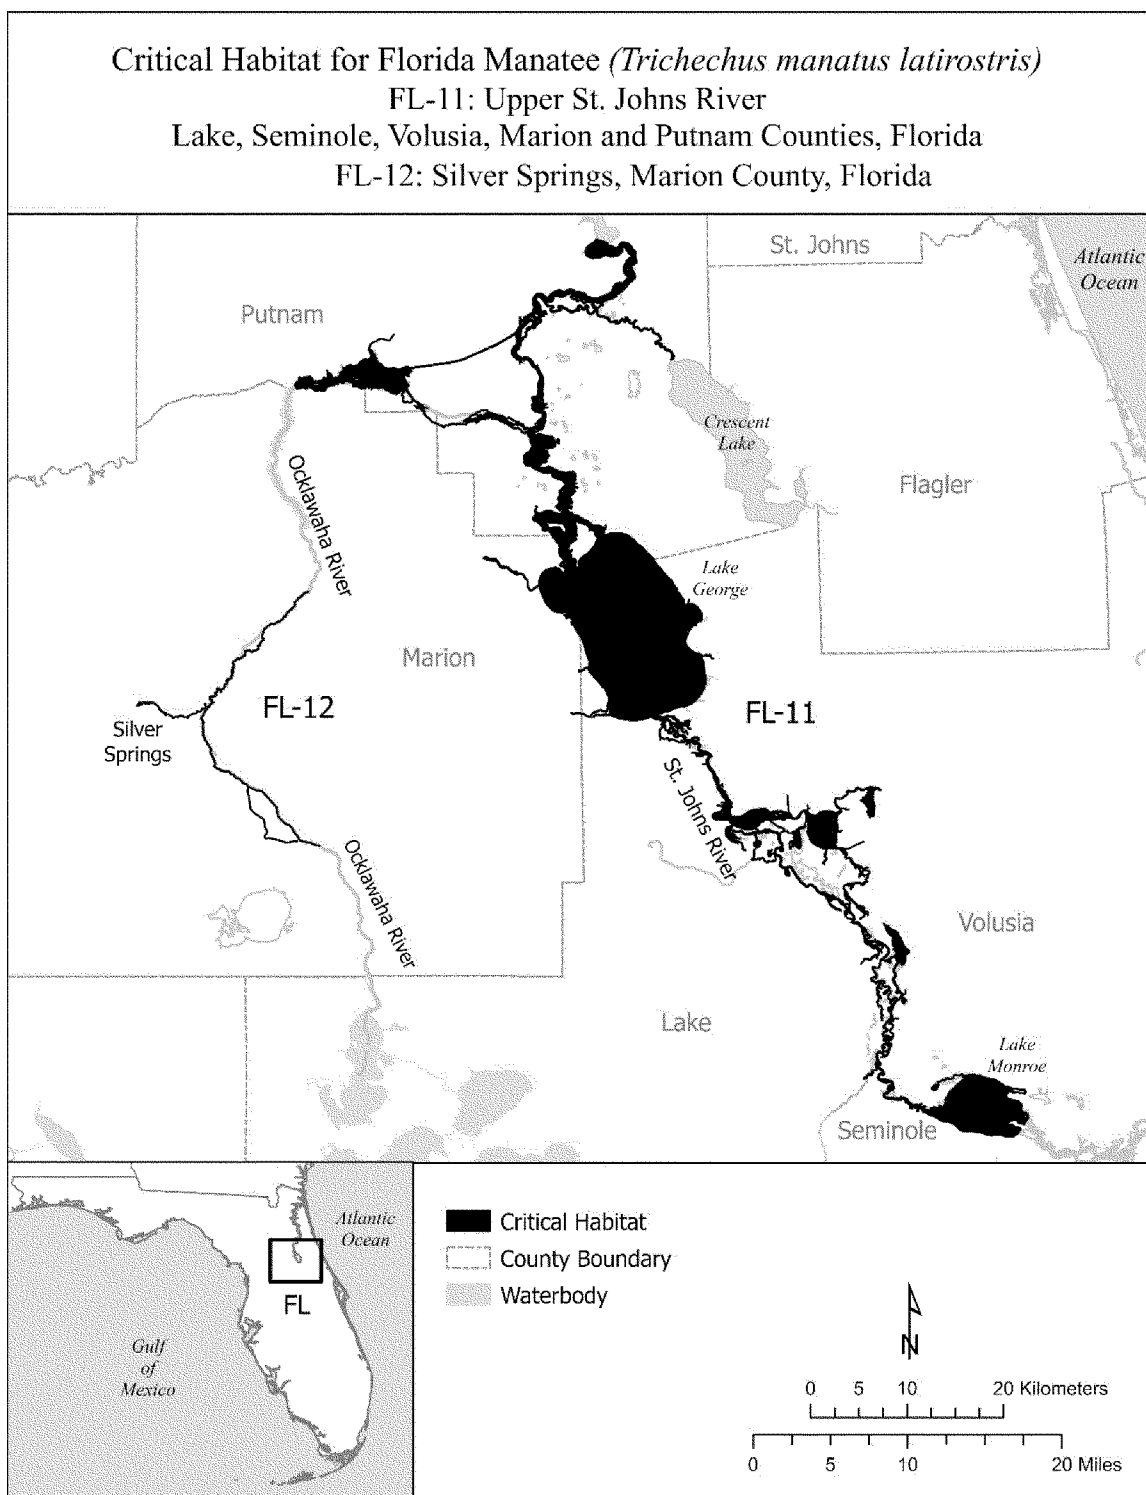 Critical Habitat for Florida Manatee (Trichechus manatus latirostris)
FL-11: Upper St. Johns River
Lake, Seminole, Volusia, Marion and Putnam Counties, Florida
FL-12: Silver Springs, Marion County, Florida
St. Johns
Atlantic
Ocean
Putnam
Crescent
Lake
Ocklawaha River
Flagler
Lake
George
Marion
FL-12
FL-11
Silver
Springs
St. Johns River
Ocklawaha River
Volusia
Lake
Lake
Monroe
Seminole
Atlantic
Ocean
FL
Gulf
of
Mexico
Critical Habitat
County Boundary
Waterbody
N
0 5 10 20 Kilometers
0 5 10 20 Miles